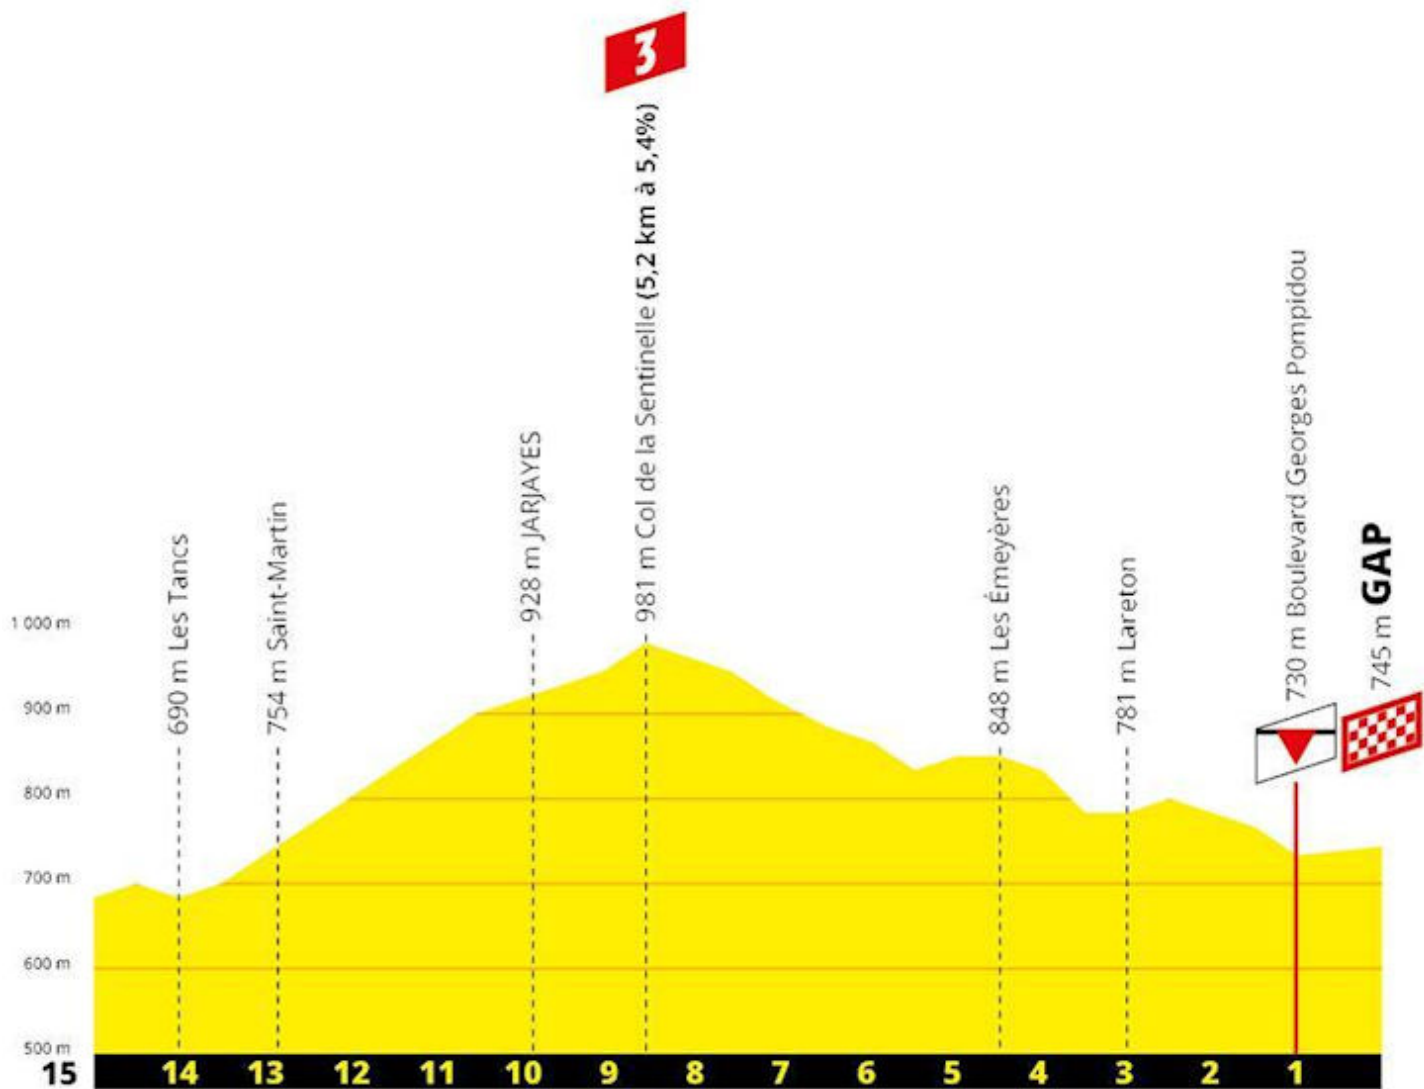 3
690 m Les Tancs
754 m Saint-Martin
928 m JARJAYES
981 m Col de la Sentinelle (5,2 km à 5,4%)
848 m Les Émeyères
781 m Lareton
730 m Boulevard Georges Pompidou
745 m GAP
1 000 m
900 m
800 m
700 m
600 m
500 m
15 14 13 12 11 10 9 8 7 6 5 4 3 2 1